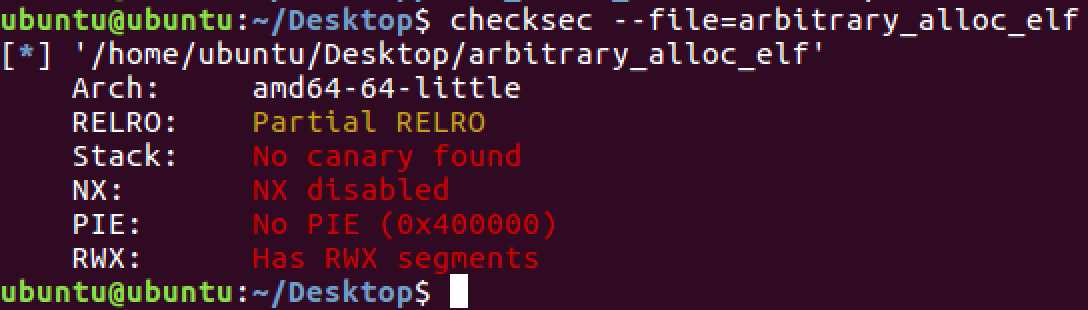 ubuntu@ubuntu:~/Desktop$ checksec --file=arbitrary_alloc_elf
[*] '/home/ubuntu/Desktop/arbitrary_alloc_elf'
Arch: amd64-64-little
RELRO: Partial RELRO
Stack: No canary found
NX: NX disabled
PIE: No PIE (0x400000)
RWX: Has RWX segments
ubuntu@ubuntu:~/Desktop$